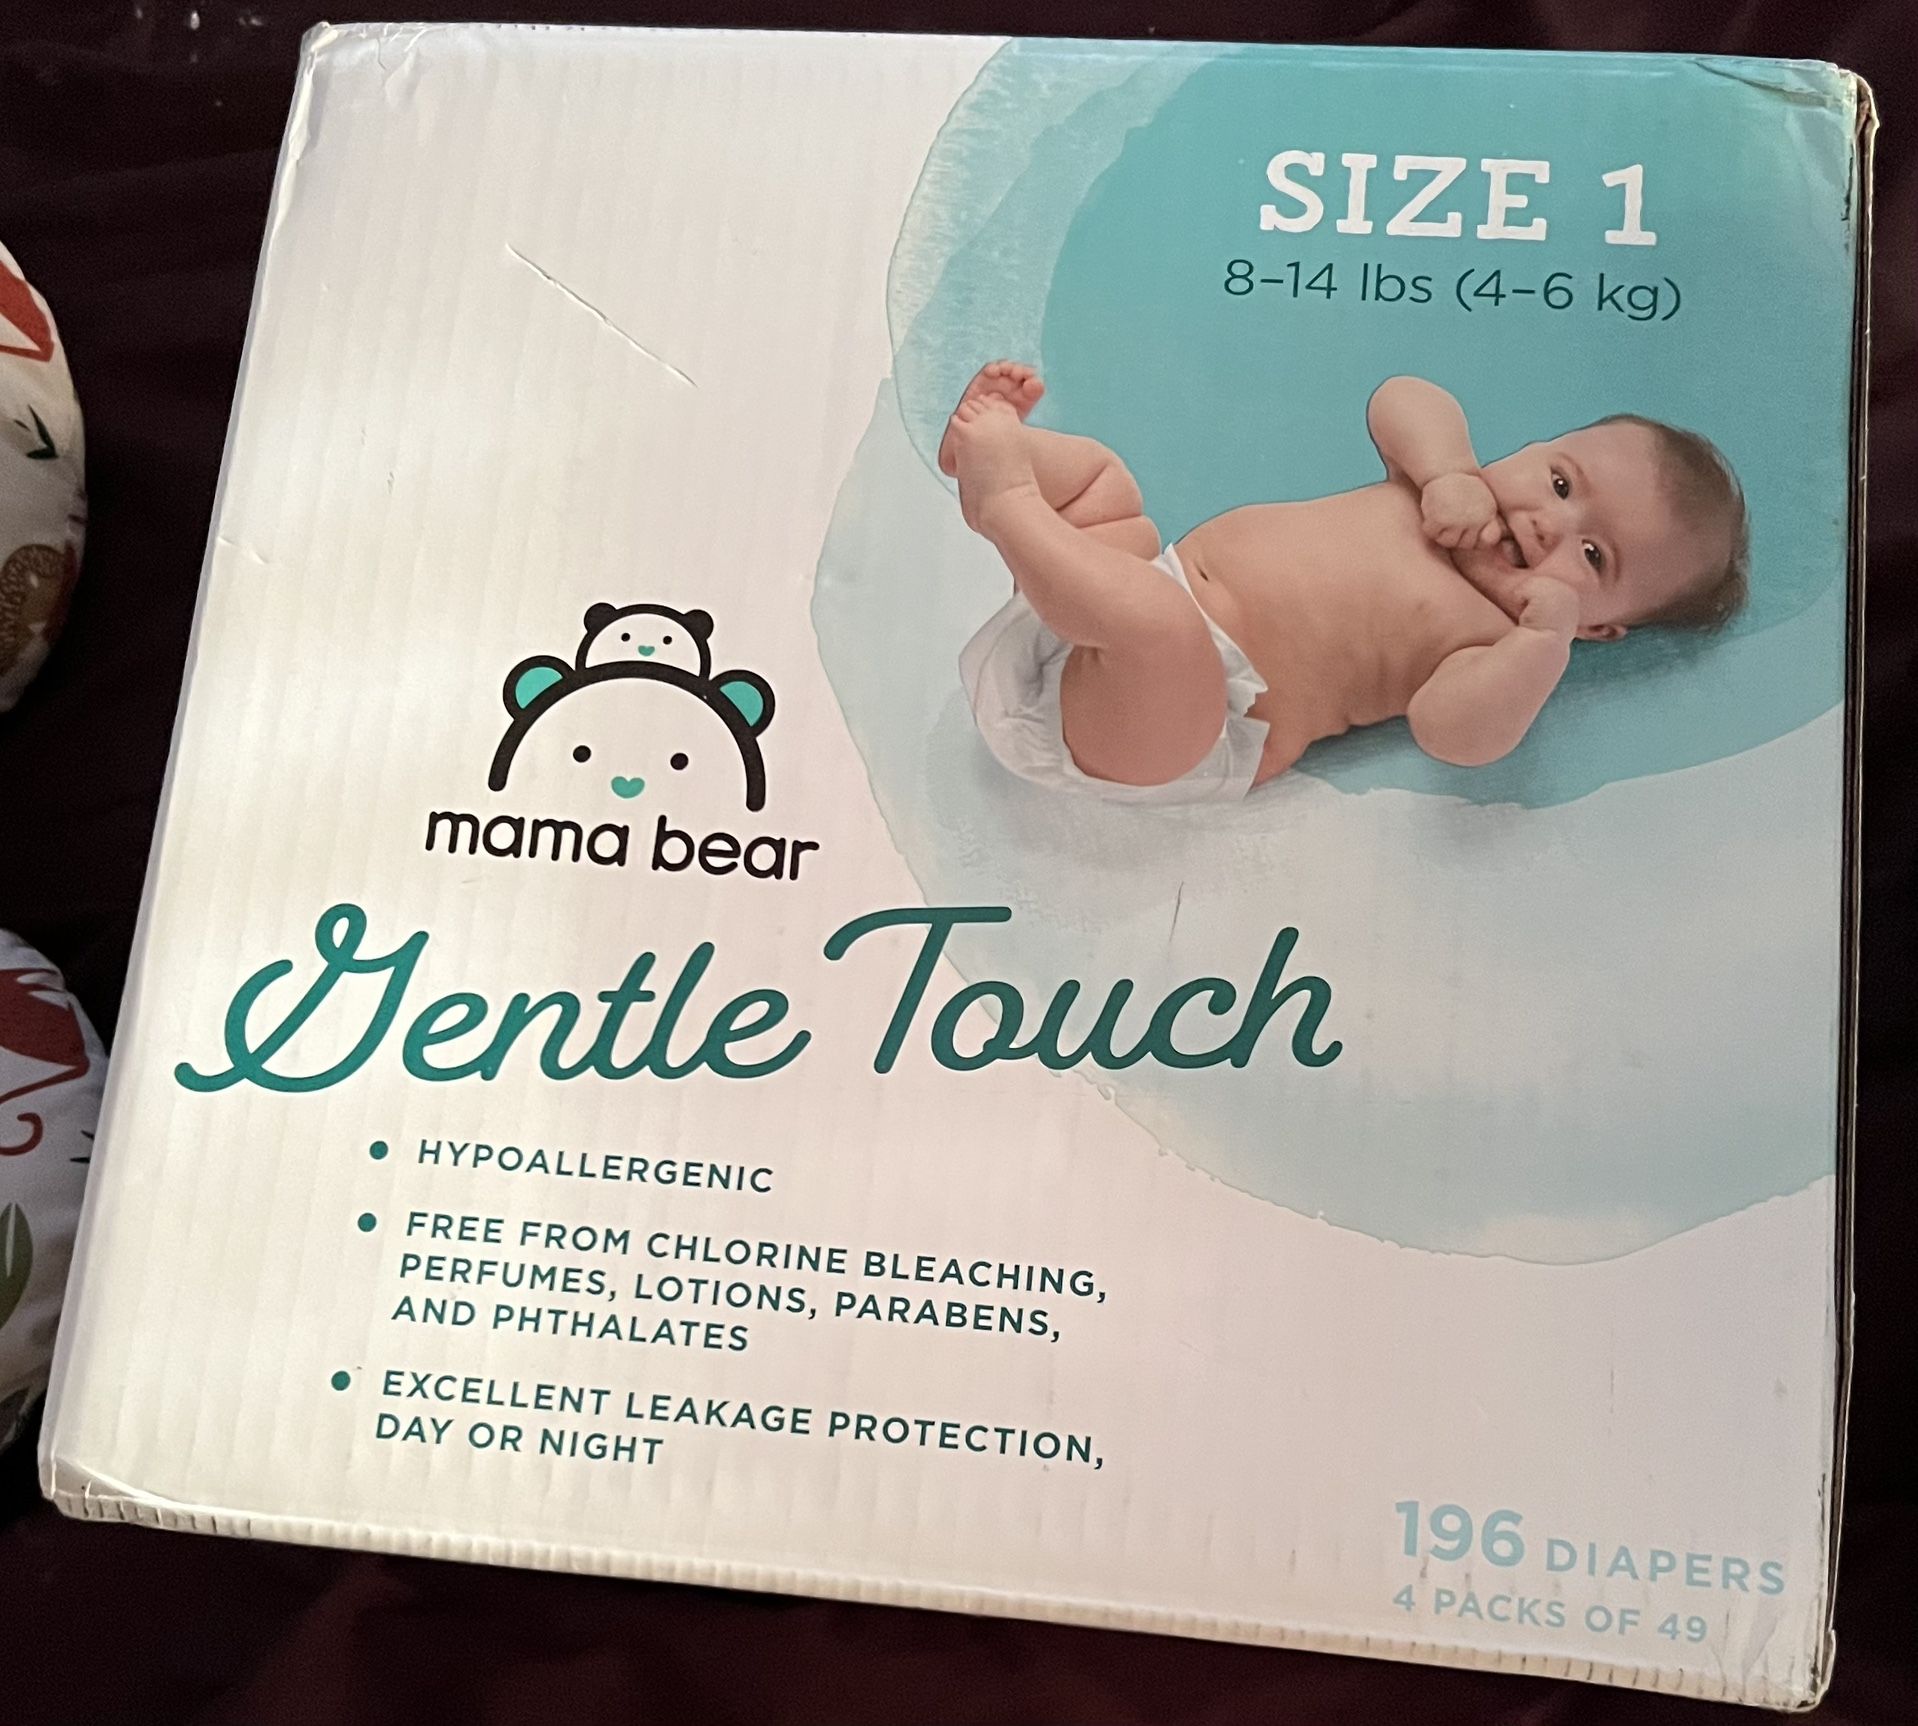 SIZE 1
8-14 lbs (4-6 kg)
mama bear
Gentle Touch
• HYPOALLERGENIC
• FREE FROM CHLORINE BLEACHING,
PERFUMES, LOTIONS, PARABENS,
AND PHTHALATES
• EXCELLENT LEAKAGE PROTECTION,
DAY OR NIGHT
196 DIAPERS
4 PACKS OF 49